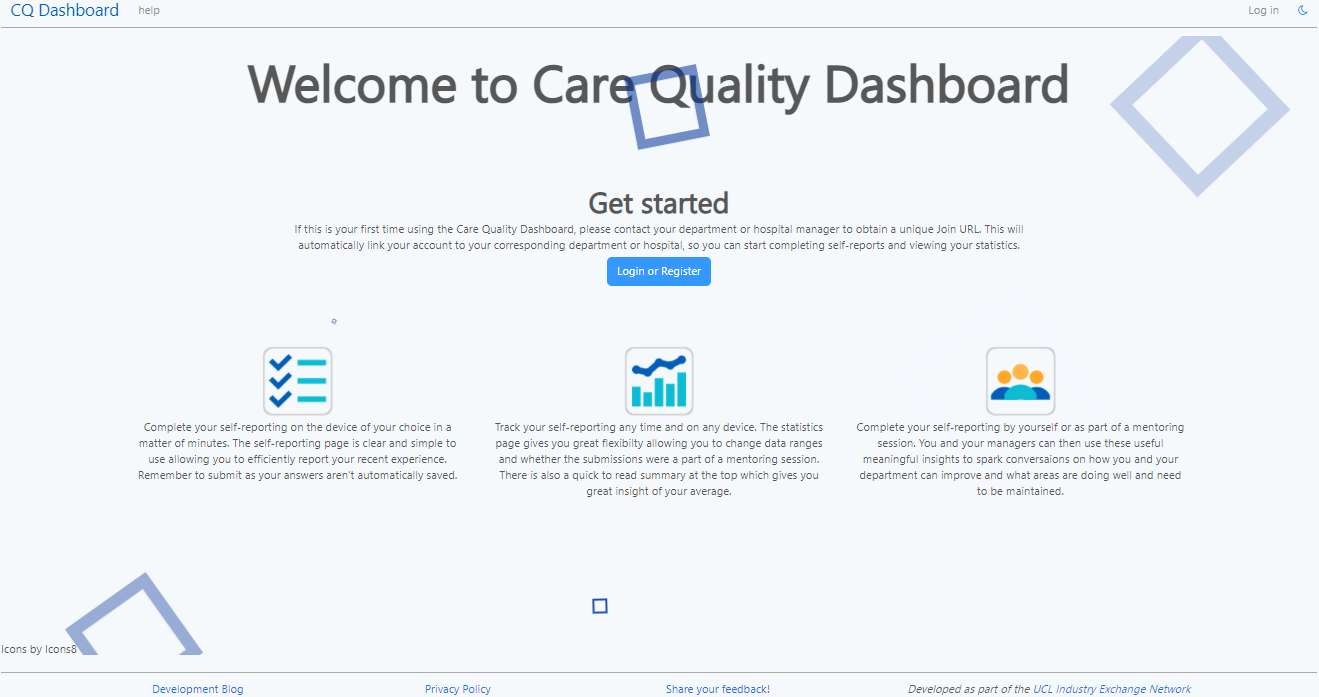 CQ Dashboard help Log in
Welcome to Care Quality Dashboard
Get started
If this is your first time using the Care Quality Dashboard, please contact your department or hospital manager to obtain a unique Join URL. This will
automatically link your account to your corresponding department or hospital, so you can start completing self-reports and viewing your statistics.
Login or Register
Complete your self-reporting on the device of your choice in a
matter of minutes. The self-reporting page is clear and simple to
use allowing you to efficiently report your recent experience.
Remember to submit as your answers aren't automatically saved.
Track your self-reporting any time and on any device. The statistics
page gives you great flexibilty allowing you to change data ranges
and whether the submissions were a part of a mentoring session.
There is also a quick to read summary at the top which gives you
great insight of your average.
Complete your self-reporting by yourself or as part of a mentoring
session. You and your managers can then use these useful
meaningful insights to spark conversaions on how you and your
department can improve and what areas are doing well and need
to be maintained.
Icons by Icons8
Development Blog Privacy Policy Share your feedback! Developed as part of the UCL Industry Exchange Network